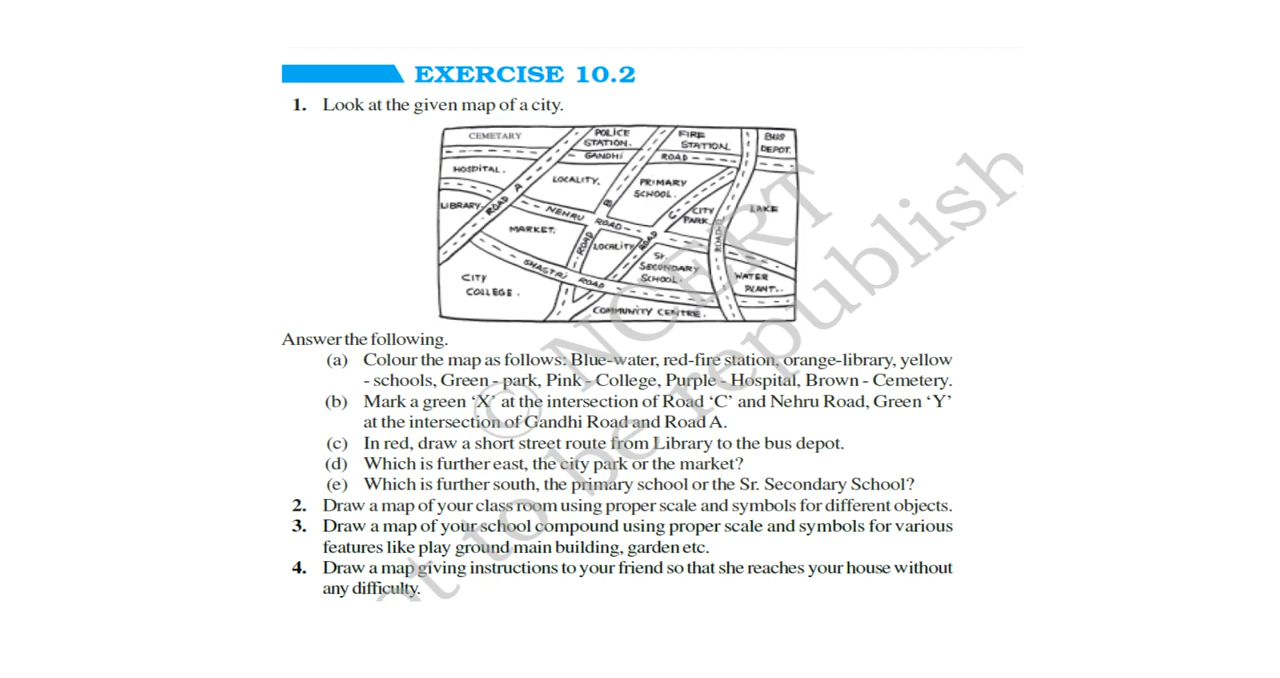 EXERCISE 10.2
1. Look at the given map of a city.
CEMETARY
POLICE
STATION.
FIRE
STATION
BUS
DEPOT.
GANDHI ROAD
HOSPITAL.
LOCALITY.
PRIMARY
SCHOOL.
LIBRARY
ROAD A
NEHRU ROAD
B
C
CITY
PARK
LAKE
MARKET.
ROAD
LOCALITY
ROAD
ROAD D
SHASTRI ROAD
Sr.
SECONDARY
SCHOOL.
CITY
COLLEGE.
WATER
PLANT..
COMMUNITY CENTRE.
Answer the following.
(a) Colour the map as follows: Blue-water, red-fire station, orange-library, yellow
- schools, Green - park, Pink - College, Purple - Hospital, Brown - Cemetery.
(b) Mark a green ‘X’ at the intersection of Road ‘C’ and Nehru Road, Green ‘Y’
at the intersection of Gandhi Road and Road A.
(c) In red, draw a short street route from Library to the bus depot.
(d) Which is further east, the city park or the market?
(e) Which is further south, the primary school or the Sr. Secondary School?
2. Draw a map of your class room using proper scale and symbols for different objects.
3. Draw a map of your school compound using proper scale and symbols for various
features like play ground main building, garden etc.
4. Draw a map giving instructions to your friend so that she reaches your house without
any difficulty.
© NCERT
not to be republish